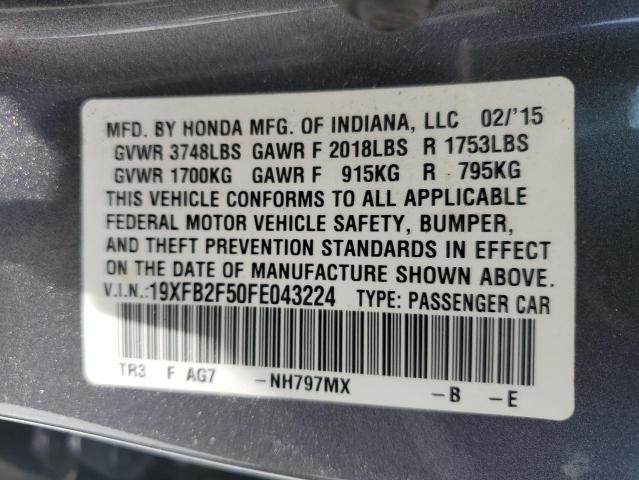 MFD. BY HONDA MFG. OF INDIANA, LLC 02/'15
GVWR 3748LBS GAWR F 2018LBS R 1753LBS
GVWR 1700KG GAWR F 915KG R 795KG
THIS VEHICLE CONFORMS TO ALL APPLICABLE
FEDERAL MOTOR VEHICLE SAFETY, BUMPER,
AND THEFT PREVENTION STANDARDS IN EFFECT
ON THE DATE OF MANUFACTURE SHOWN ABOVE.
V.I.N.:19XFB2F50FE043224 TYPE: PASSENGER CAR
TR3 F AG7 -NH797MX -B -E